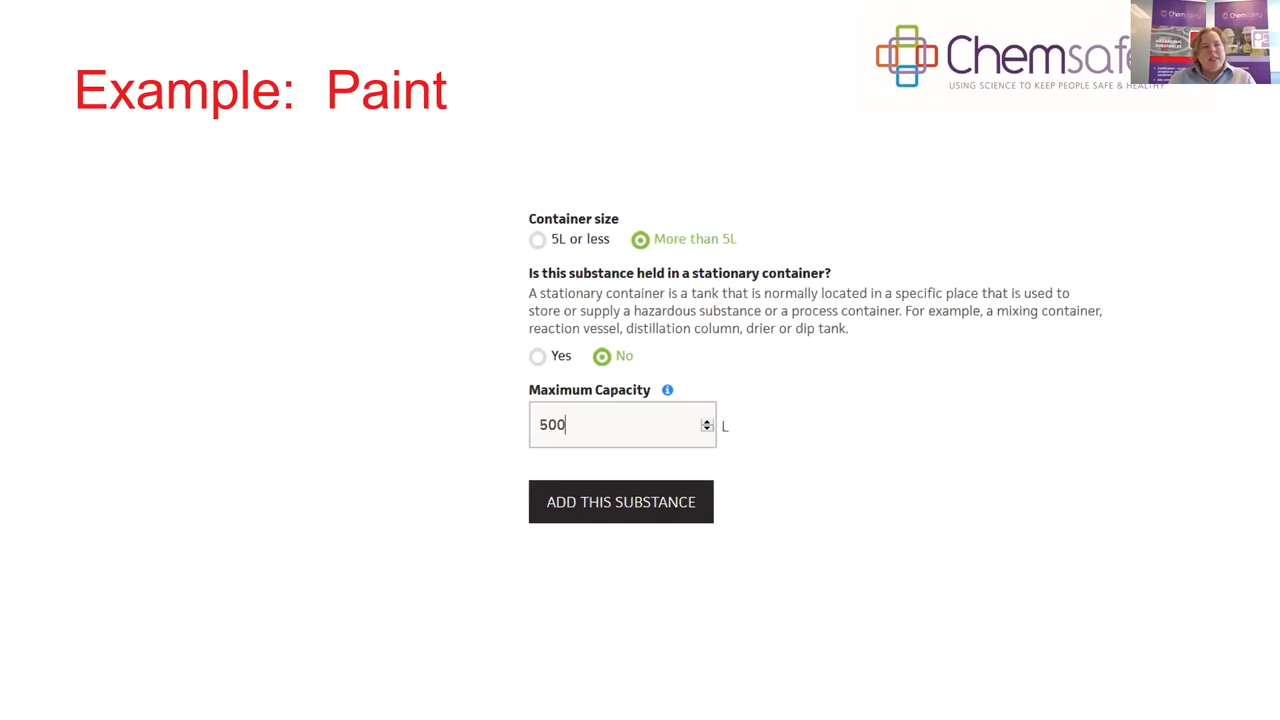 Example: Paint
Chemsafe
USING SCIENCE TO KEEP PEOPLE SAFE & HEALTHY
Container size
5L or less
More than 5L
Is this substance held in a stationary container?
A stationary container is a tank that is normally located in a specific place that is used to
store or supply a hazardous substance or a process container. For example, a mixing container,
reaction vessel, distillation column, drier or dip tank.
Yes
No
Maximum Capacity
500
L
ADD THIS SUBSTANCE